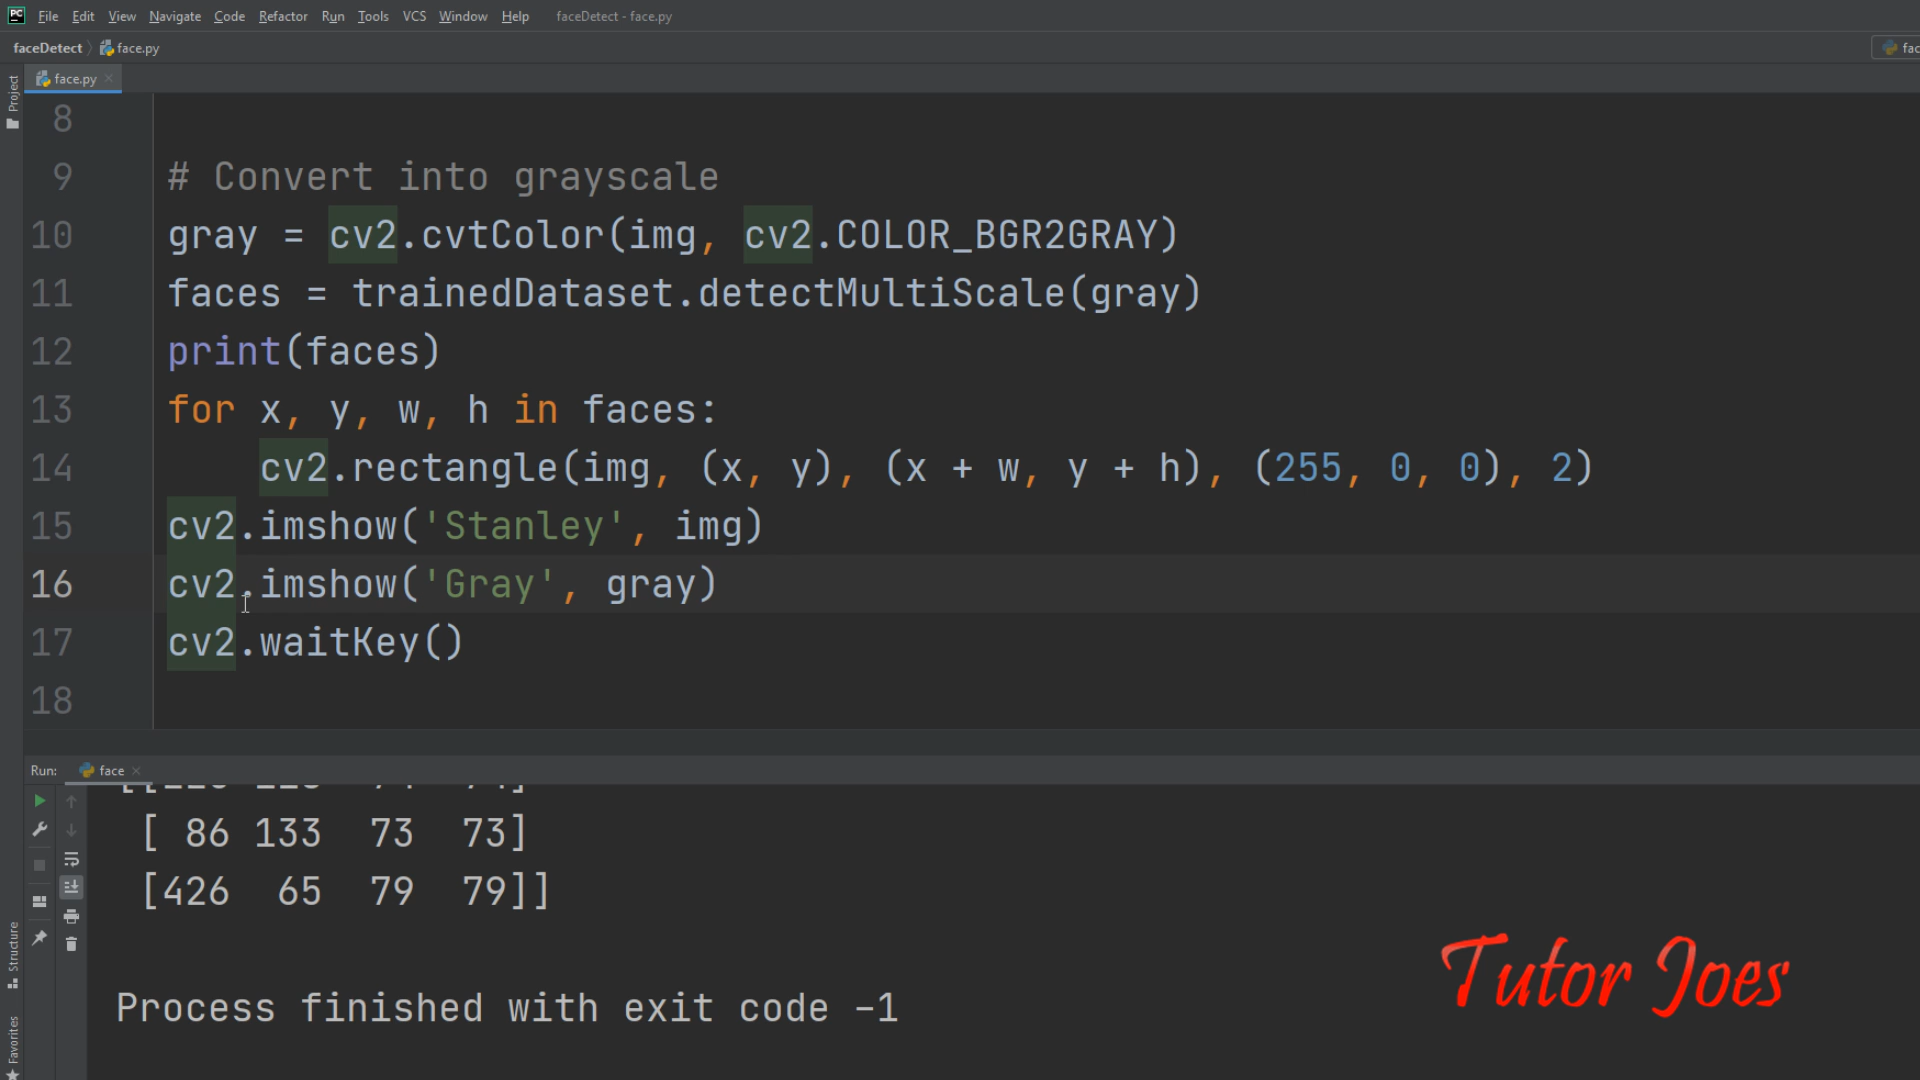 PC File Edit View Navigate Code Refactor Run Tools VCS Window Help faceDetect - face.py
faceDetect face.py
face.py
Project
8
9 # Convert into grayscale
10 gray = cv2.cvtColor(img, cv2.COLOR_BGR2GRAY)
11 faces = trainedDataset.detectMultiScale(gray)
12 print(faces)
13 for x, y, w, h in faces:
14 cv2.rectangle(img, (x, y), (x + w, y + h), (255, 0, 0), 2)
15 cv2.imshow('Stanley', img)
16 cv2.imshow('Gray', gray)
17 cv2.waitKey()
18
Run: face
[ 86 133 73 73]
[426 65 79 79]]
Structure
Tutor Joes
Process finished with exit code -1
Favorites